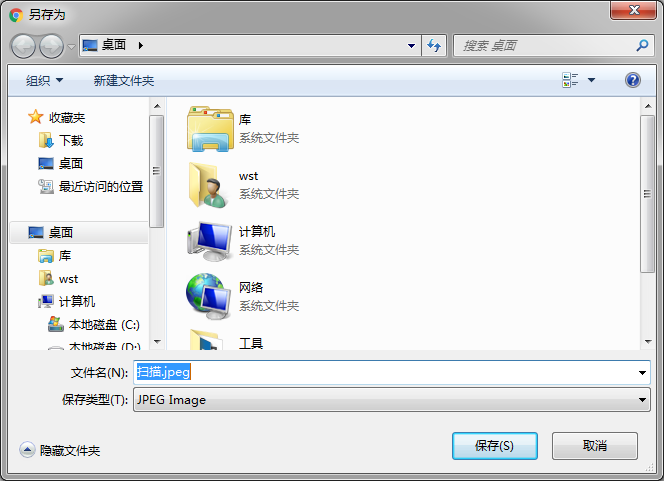 另存为
桌面
搜索 桌面
组织
新建文件夹
收藏夹
下载
桌面
最近访问的位置
桌面
库
wst
计算机
本地磁盘 (C:)
本地磁盘 (D:)
库
系统文件夹
wst
系统文件夹
计算机
系统文件夹
网络
系统文件夹
工具
文件名(N):
扫描.jpeg
保存类型(T):
JPEG Image
隐藏文件夹
保存(S)
取消